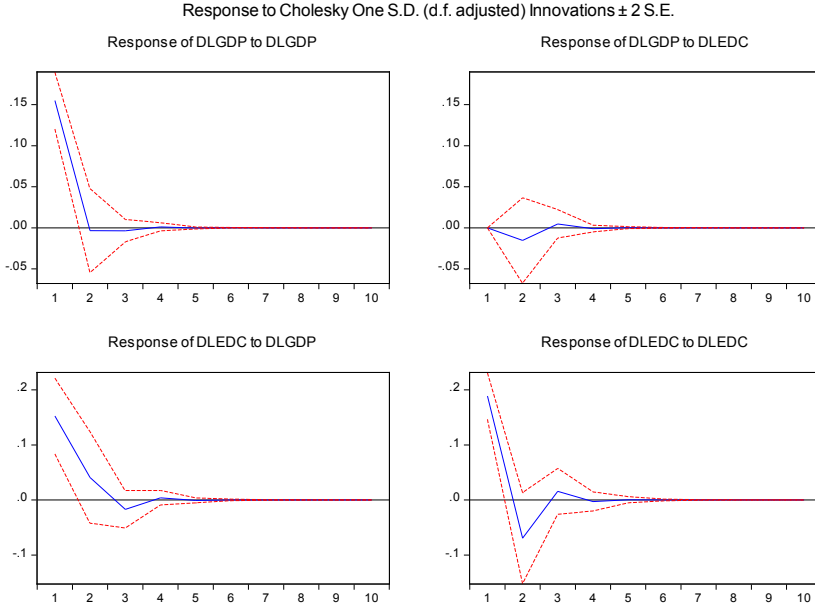 Response to Cholesky One S.D. (d.f. adjusted) Innovations ± 2 S.E.
Response of DLGDP to DLGDP
.15
.10
.05
.00
-.05
1 2 3 4 5 6 7 8 9 10
Response of DLGDP to DLEDC
.15
.10
.05
.00
-.05
1 2 3 4 5 6 7 8 9 10
Response of DLEDC to DLGDP
.2
.1
.0
-.1
1 2 3 4 5 6 7 8 9 10
Response of DLEDC to DLEDC
.2
.1
.0
-.1
1 2 3 4 5 6 7 8 9 10